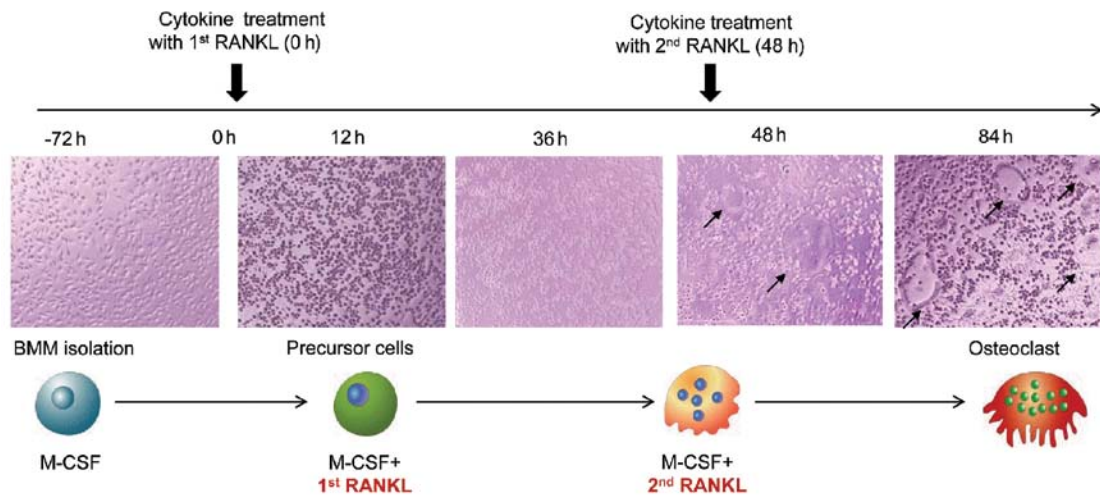 Cytokine treatment
with 1st RANKL (0 h)
Cytokine treatment
with 2nd RANKL (48 h)
-72 h 0 h 12 h 36 h 48 h 84 h
BMM isolation Precursor cells Osteoclast
M-CSF M-CSF+ M-CSF+
1st RANKL 2nd RANKL